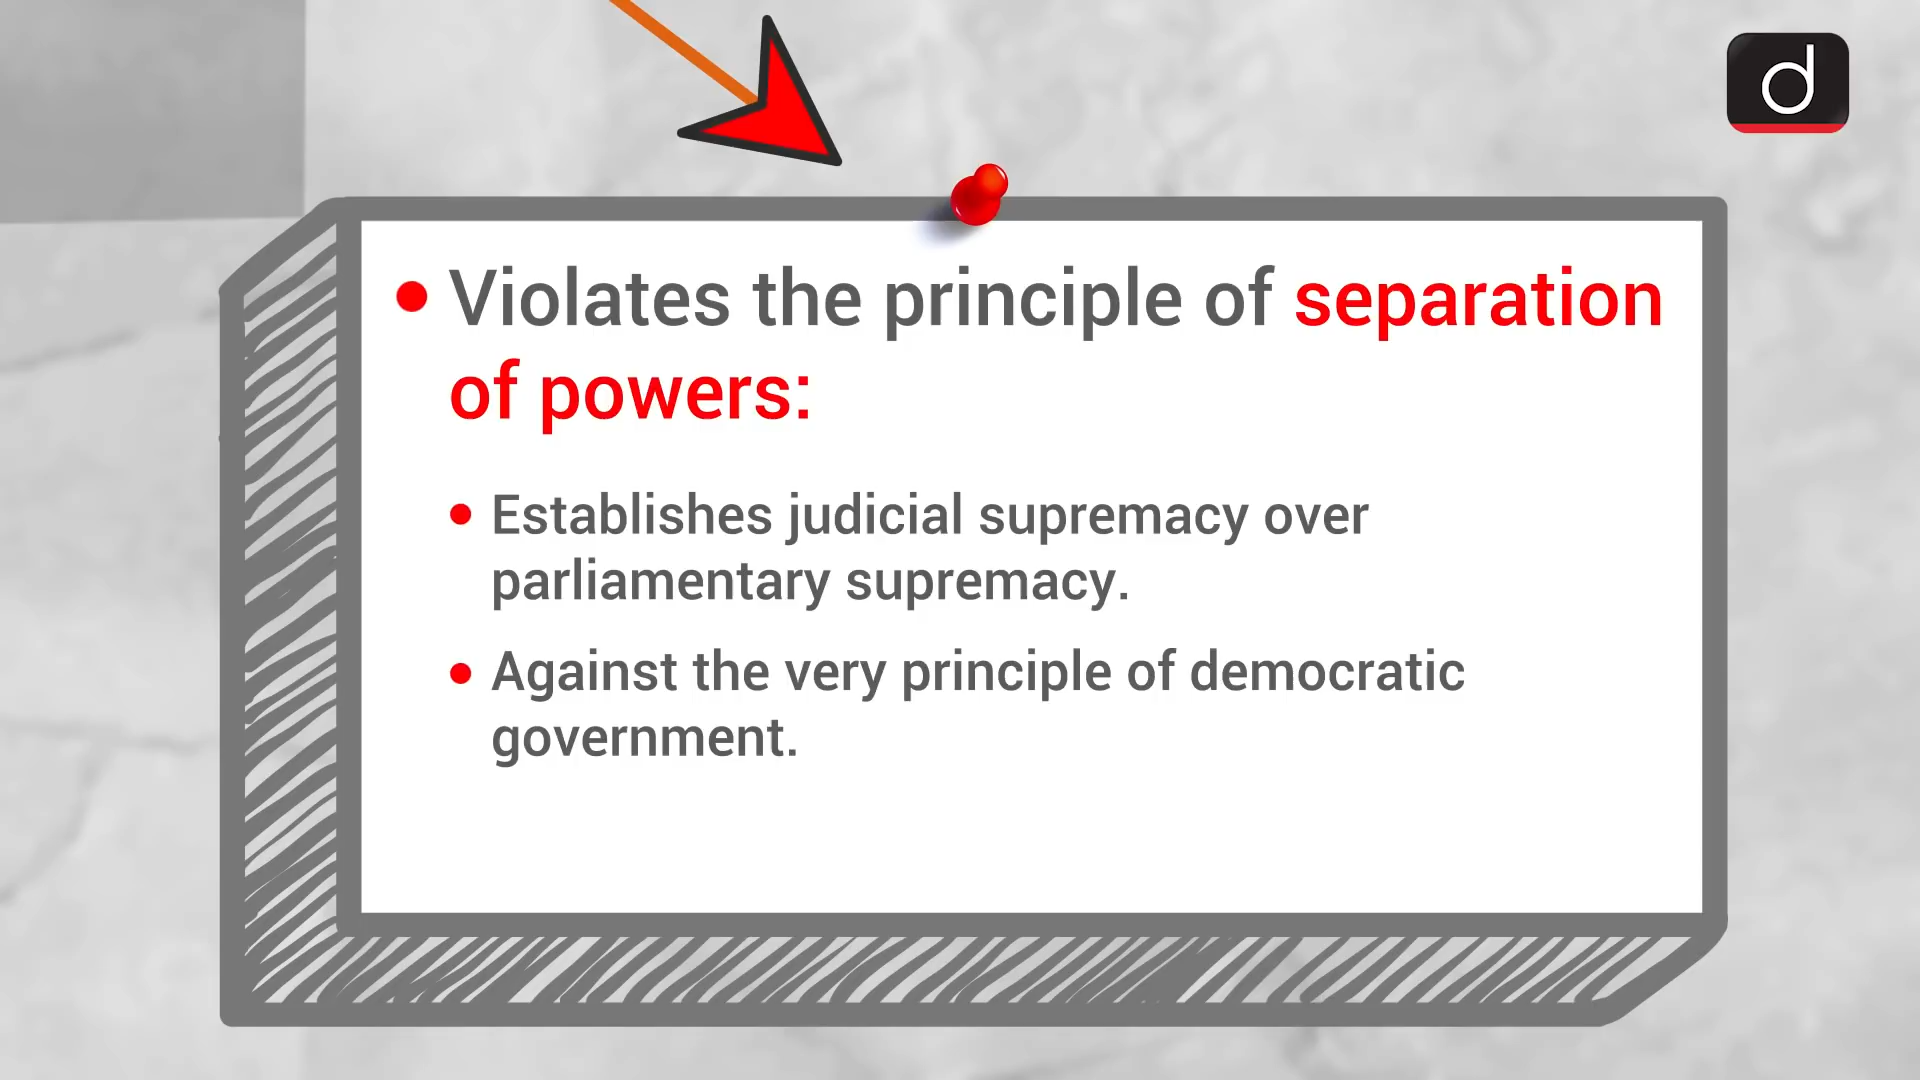 d
• Violates the principle of separation
of powers:
• Establishes judicial supremacy over
parliamentary supremacy.
• Against the very principle of democratic
government.